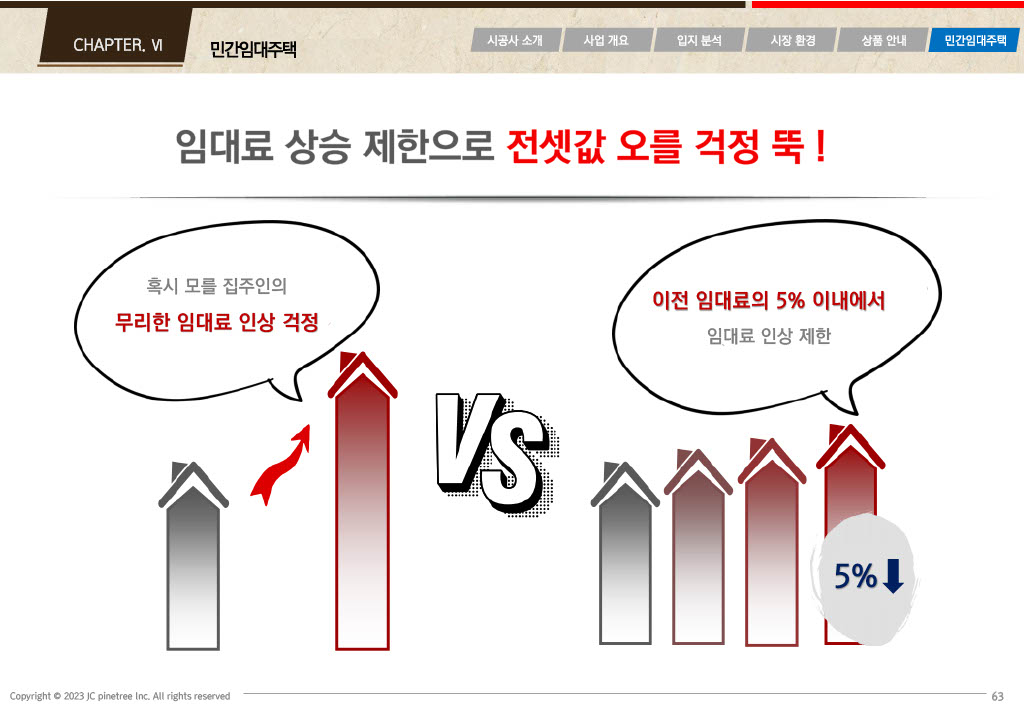 CHAPTER. Ⅵ
민간임대주택
시공사 소개
사업 개요
입지 분석
시장 환경
상품 안내
민간임대주택
임대료 상승 제한으로 전셋값 오를 걱정 뚝 !
혹시 모를 집주인의
무리한 임대료 인상 걱정
이전 임대료의 5% 이내에서
임대료 인상 제한
VS
5%
Copyright © 2023 JC pinetree Inc. All rights reserved
63